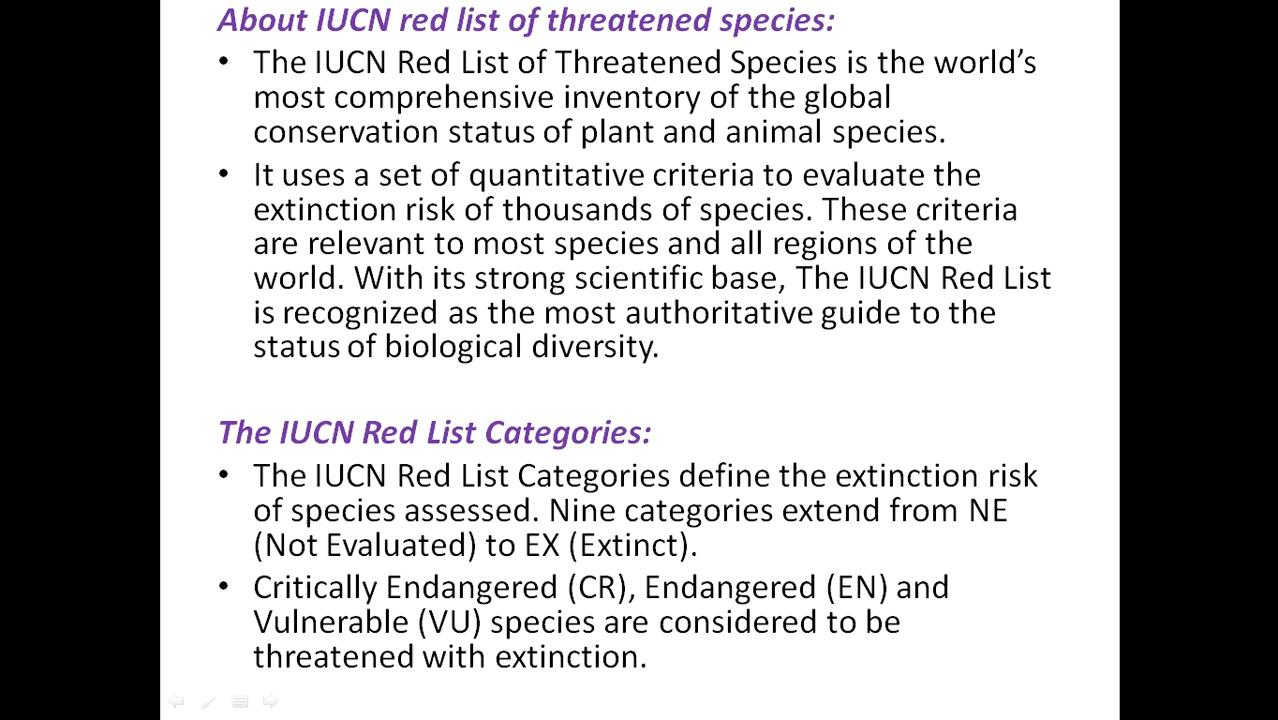 About IUCN red list of threatened species:
• The IUCN Red List of Threatened Species is the world’s
most comprehensive inventory of the global
conservation status of plant and animal species.
• It uses a set of quantitative criteria to evaluate the
extinction risk of thousands of species. These criteria
are relevant to most species and all regions of the
world. With its strong scientific base, The IUCN Red List
is recognized as the most authoritative guide to the
status of biological diversity.
The IUCN Red List Categories:
• The IUCN Red List Categories define the extinction risk
of species assessed. Nine categories extend from NE
(Not Evaluated) to EX (Extinct).
• Critically Endangered (CR), Endangered (EN) and
Vulnerable (VU) species are considered to be
threatened with extinction.